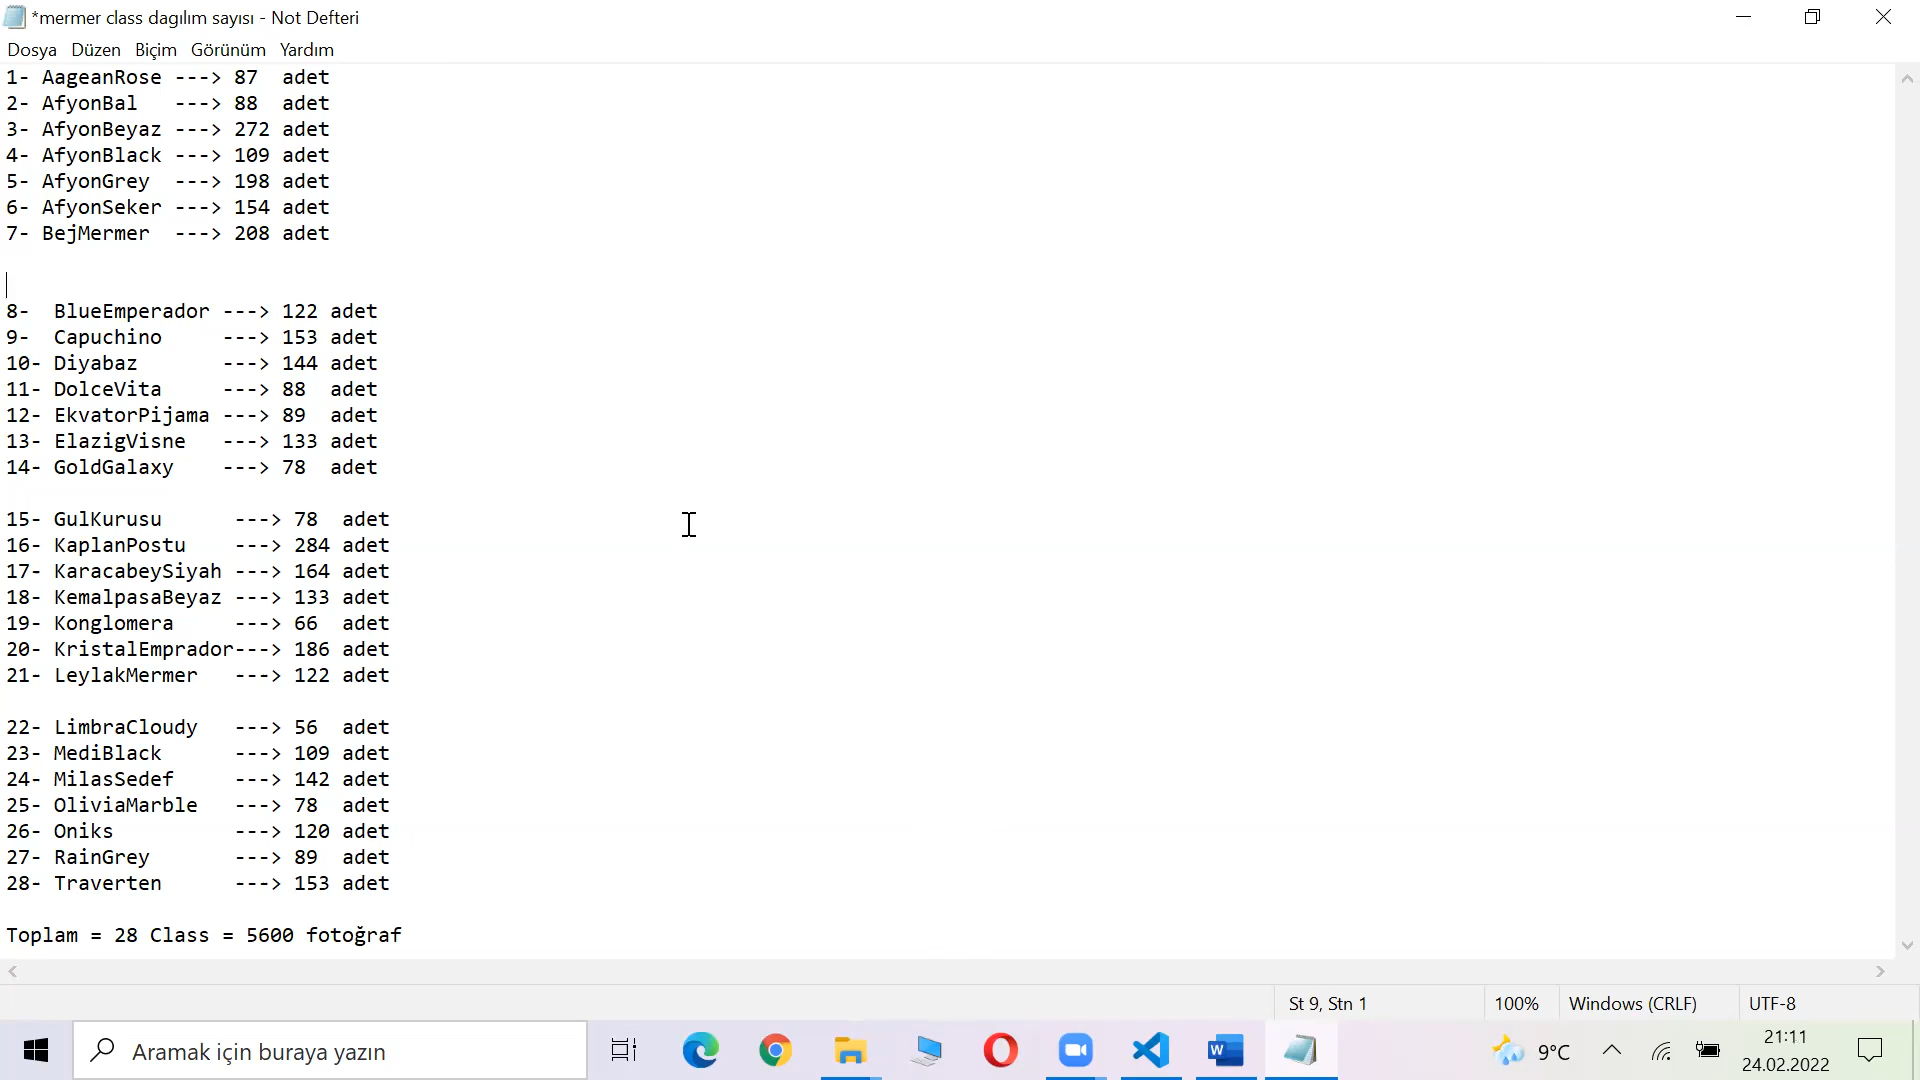 *mermer class dagılım sayısı - Not Defteri
Dosya Düzen Biçim Görünüm Yardım
1- AageanRose ---> 87 adet
2- AfyonBal ---> 88 adet
3- AfyonBeyaz ---> 272 adet
4- AfyonBlack ---> 109 adet
5- AfyonGrey ---> 198 adet
6- AfyonSeker ---> 154 adet
7- BejMermer ---> 208 adet
8- BlueEmperador ---> 122 adet
9- Capuchino ---> 153 adet
10- Diyabaz ---> 144 adet
11- DolceVita ---> 88 adet
12- EkvatorPijama ---> 89 adet
13- ElazigVisne ---> 133 adet
14- GoldGalaxy ---> 78 adet
15- GulKurusu ---> 78 adet
16- KaplanPostu ---> 284 adet
17- KaracabeySiyah ---> 164 adet
18- KemalpasaBeyaz ---> 133 adet
19- Konglomera ---> 66 adet
20- KristalEmprador---> 186 adet
21- LeylakMermer ---> 122 adet
22- LimbraCloudy ---> 56 adet
23- MediBlack ---> 109 adet
24- MilasSedef ---> 142 adet
25- OliviaMarble ---> 78 adet
26- Oniks ---> 120 adet
27- RainGrey ---> 89 adet
28- Traverten ---> 153 adet
Toplam = 28 Class = 5600 fotoğraf
St 9, Stn 1 100% Windows (CRLF) UTF-8
Aramak için buraya yazın
W
9°C
21:11
24.02.2022